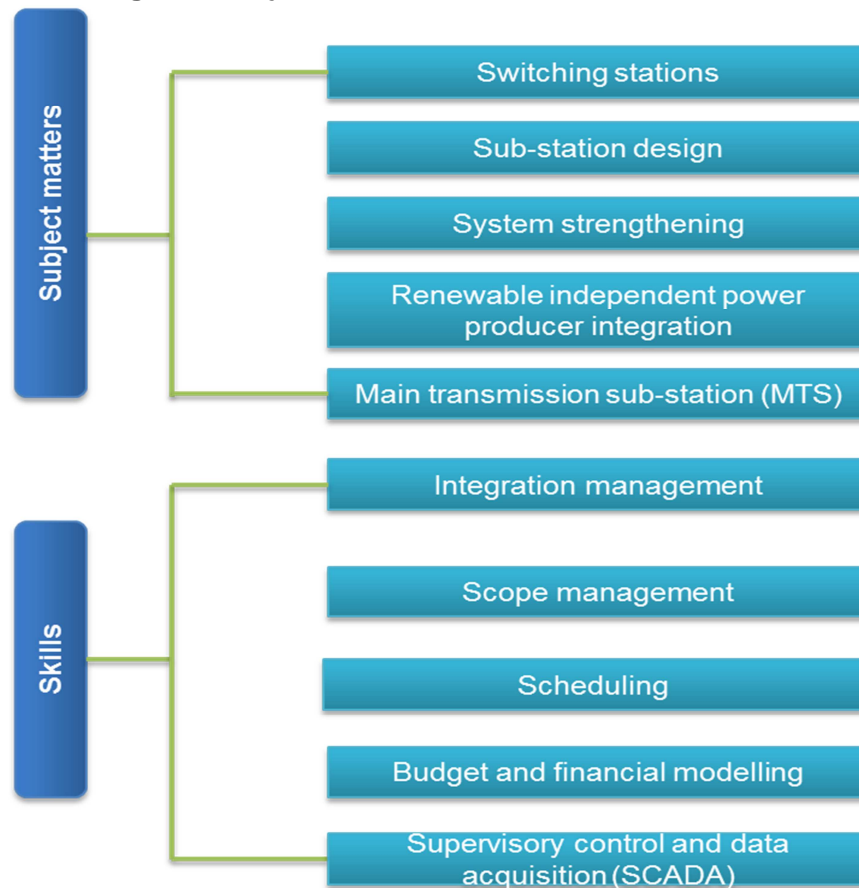 Subject matters
Switching stations
Sub-station design
System strengthening
Renewable independent power
producer integration
Main transmission sub-station (MTS)
Skills
Integration management
Scope management
Scheduling
Budget and financial modelling
Supervisory control and data
acquisition (SCADA)